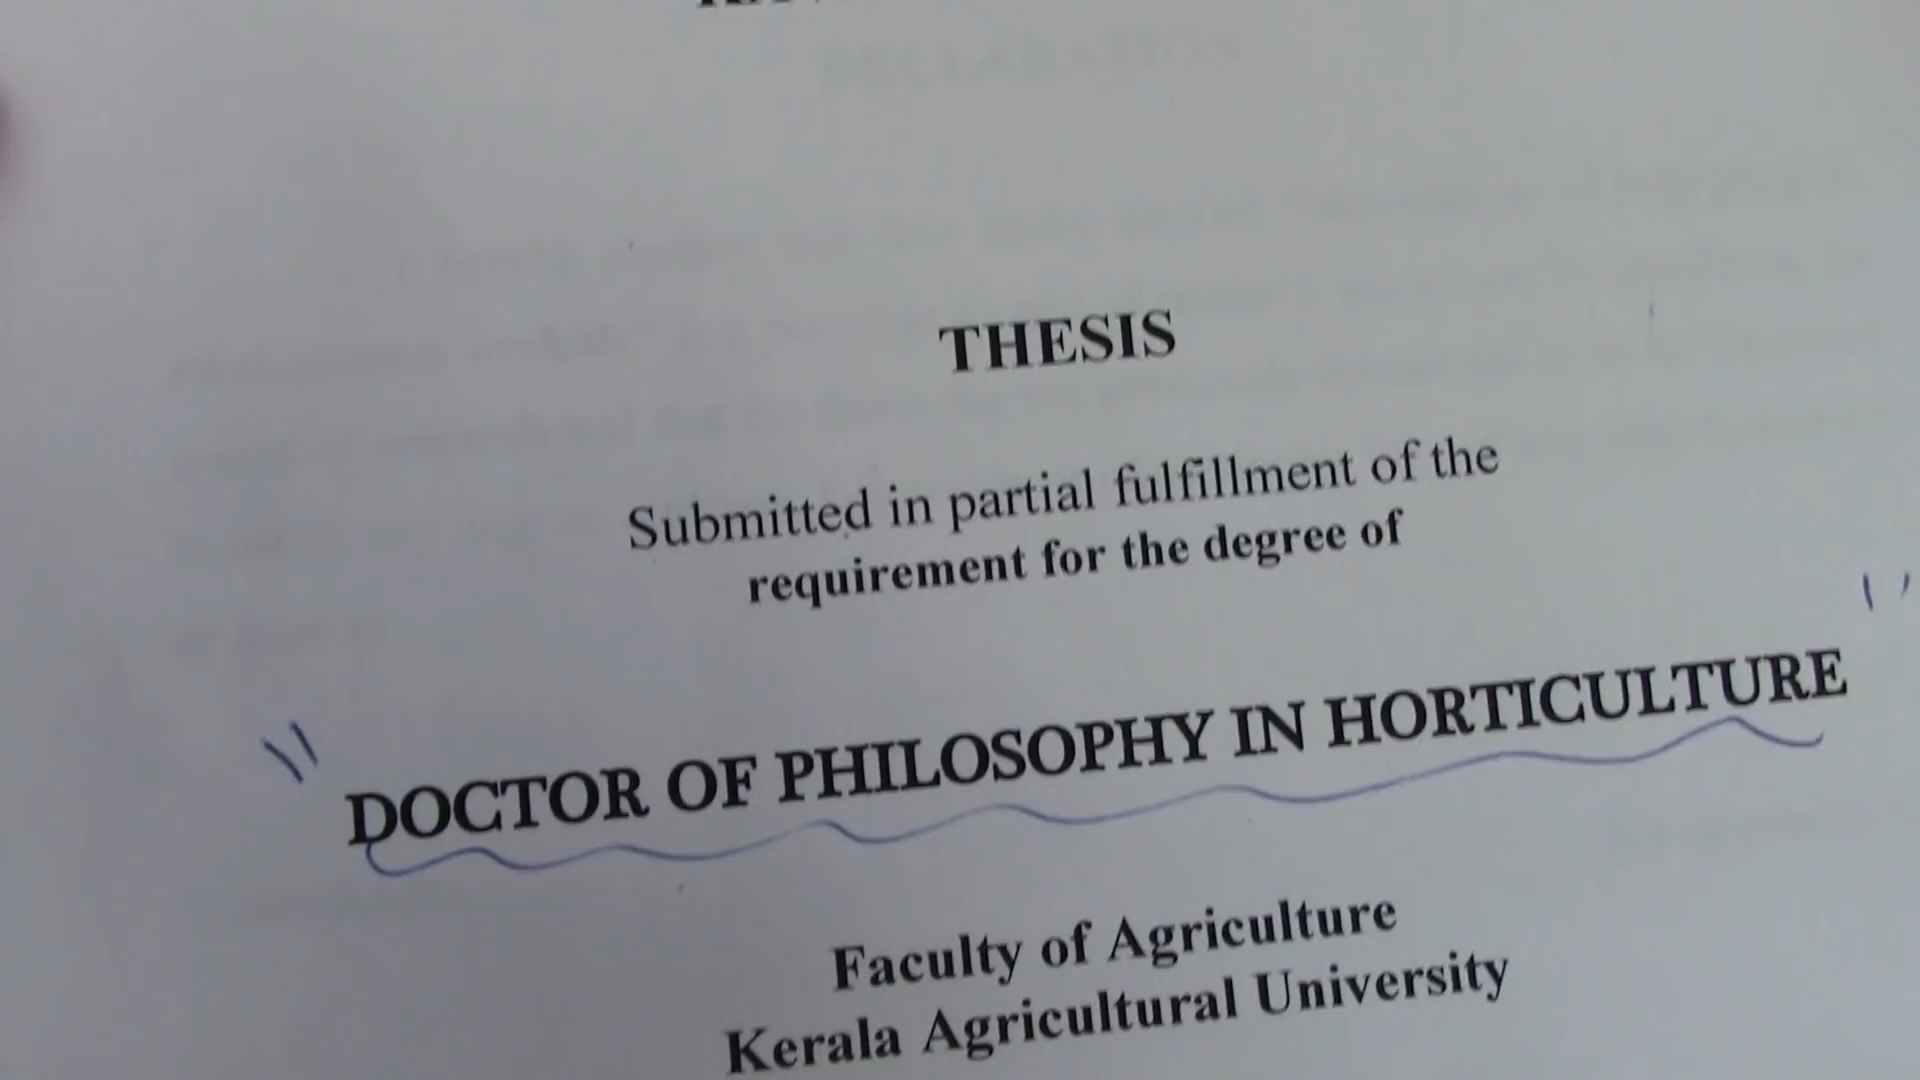 THESIS
Submitted in partial fulfillment of the
requirement for the degree of
" DOCTOR OF PHILOSOPHY IN HORTICULTURE "
Faculty of Agriculture
Kerala Agricultural University